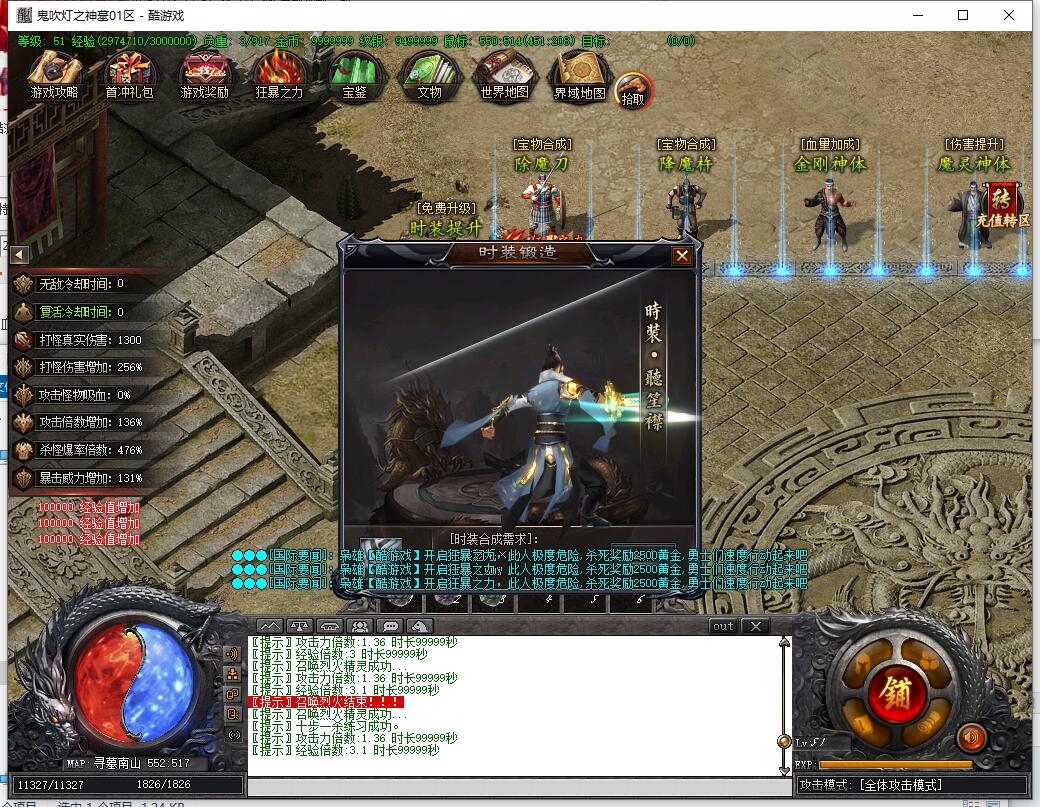 鬼吹灯之神墓01区 - 酷游戏
等级: 51 经验(2974710/3000000) 负重: 3/917 金币: 9999999 鼠标: 550:514(451:208) 目标: (0/0)
游戏攻略 首冲礼包 游戏奖励 狂暴之力 宝鉴 文物 世界地图 界域地图 拾取
[宝物合成] [宝物合成] [血量加成] [伤害提升]
除魔刀 降魔杵 金刚神体 魔灵神体
转
充值转区
[免费升级]
时装提升
时装锻造
無敌冷却时间: 0
复活冷却时间: 0
打怪真实伤害: 1300
打怪伤害增加: 256%
攻击怪物吸血: 0%
攻击倍数增加: 136%
杀怪爆率倍数: 476%
暴击威力增加: 131%
100000 经验值增加.
100000 经验值增加.
100000 经验值增加.
時装·聽笙襟
[时装合成需求]:
●●●[国际要闻]: 枭雄【酷游戏】开启狂暴之力,此人极度危险,杀死奖励2500黄金,勇士们速度行动起来吧
●●●[国际要闻]: 枭雄【酷游戏】开启狂暴之力,此人极度危险,杀死奖励2500黄金,勇士们速度行动起来吧
●●●[国际要闻]: 枭雄【酷游戏】开启狂暴之力,此人极度危险,杀死奖励2500黄金,勇士们速度行动起来吧
1 2 3 4 5 6
out
〖提示〗攻击力倍数:1.36 时长99999秒
〖提示〗经验倍数:3 时长99999秒
〖提示〗召唤烈火精灵成功...
〖提示〗攻击力倍数:1.36 时长99999秒
〖提示〗经验倍数:3.1 时长99999秒
〖提示〗召唤烈火结束！！！
〖提示〗召唤烈火精灵成功...
〖提示〗十步一杀练习成功。
〖提示〗攻击力倍数:1.36 时长99999秒
〖提示〗经验倍数:3.1 时长99999秒
MAP: 寻墓南山 552:517
11327/11327 1826/1826
铺
Lv 51
EXP:
攻击模式: [全体攻击模式]